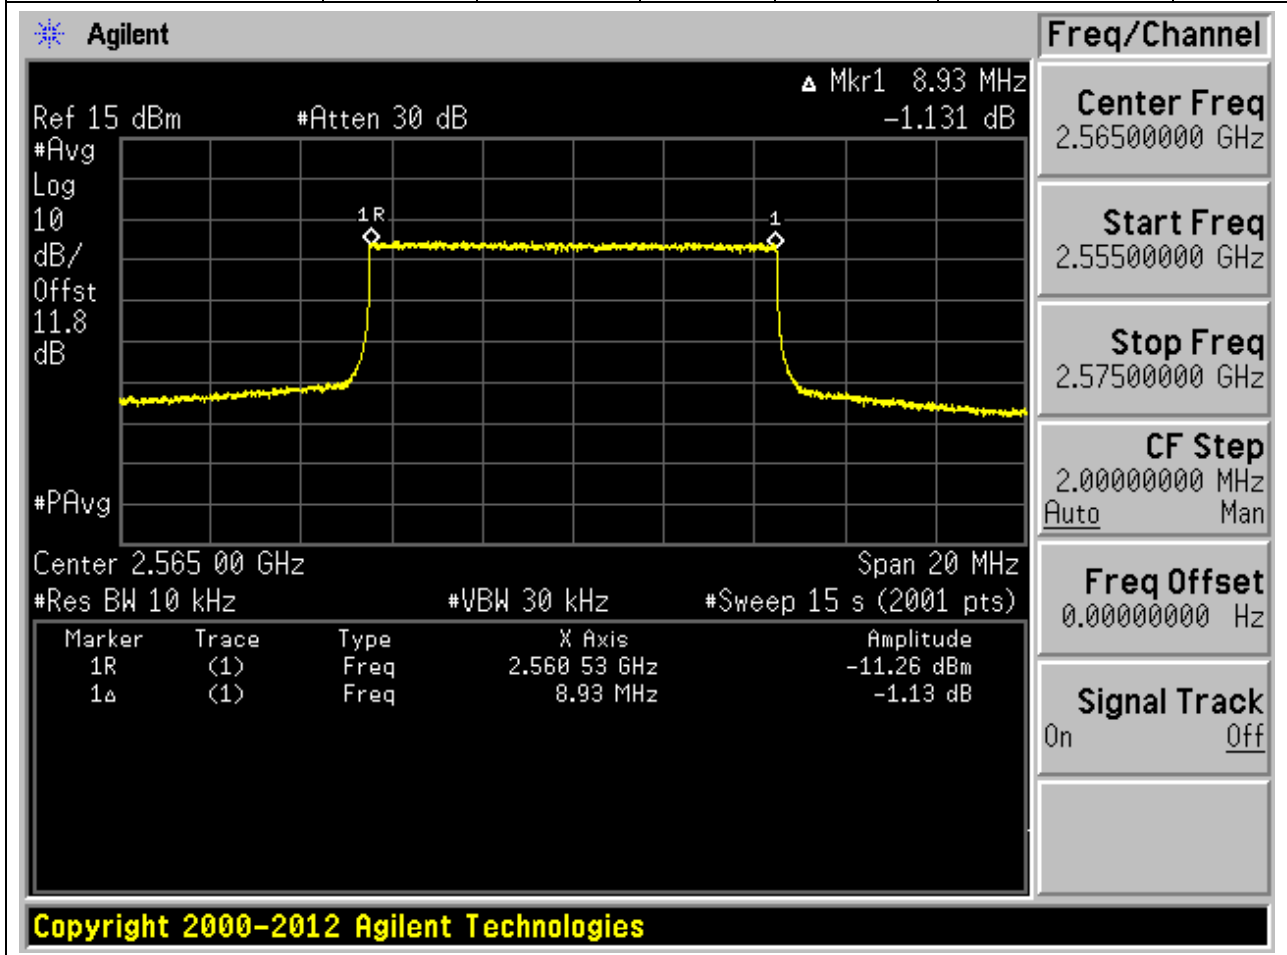 Agilent
Freq/Channel
▵ Mkr1 8.93 MHz
Ref 15 dBm #Atten 30 dB -1.131 dB
#Avg
Log
10
dB/
Offst
11.8
dB
#PAvg
1R
1
Center 2.565 00 GHz Span 20 MHz
#Res BW 10 kHz #VBW 30 kHz #Sweep 15 s (2001 pts)
Marker Trace Type X Axis Amplitude
1R (1) Freq 2.560 53 GHz -11.26 dBm
1▵ (1) Freq 8.93 MHz -1.13 dB
Center Freq
2.56500000 GHz
Start Freq
2.55500000 GHz
Stop Freq
2.57500000 GHz
CF Step
2.00000000 MHz
Auto Man
Freq Offset
0.00000000 Hz
Signal Track
On Off
Copyright 2000-2012 Agilent Technologies